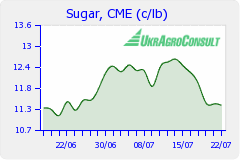 Sugar, CME (c/lb)
UKRAGROCONSULT
13.6
13.0
12.4
11.8
11.3
10.7
22/06 30/06 08/07 15/07 22/07